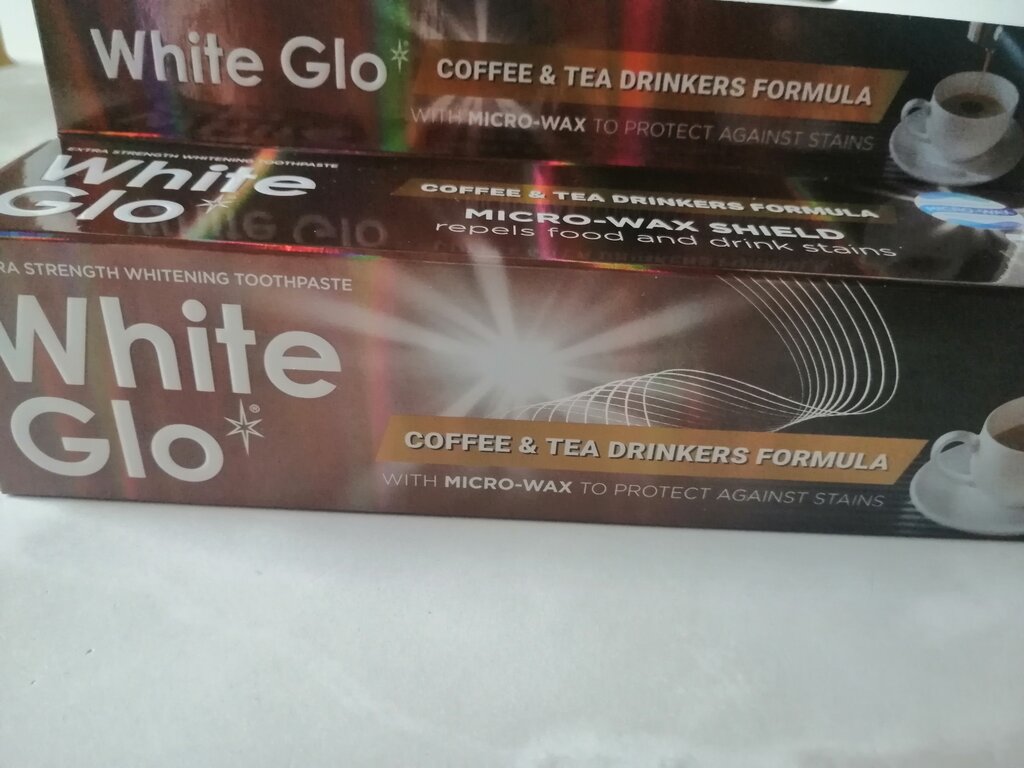 White Glo
COFFEE & TEA DRINKERS FORMULA
WITH MICRO-WAX TO PROTECT AGAINST STAINS
EXTRA STRENGTH WHITENING TOOTHPASTE
White
Glo
COFFEE & TEA DRINKERS FORMULA
MICRO-WAX SHIELD
repels food and drink stains
RA STRENGTH WHITENING TOOTHPASTE
White
Glo®
COFFEE & TEA DRINKERS FORMULA
WITH MICRO-WAX TO PROTECT AGAINST STAINS